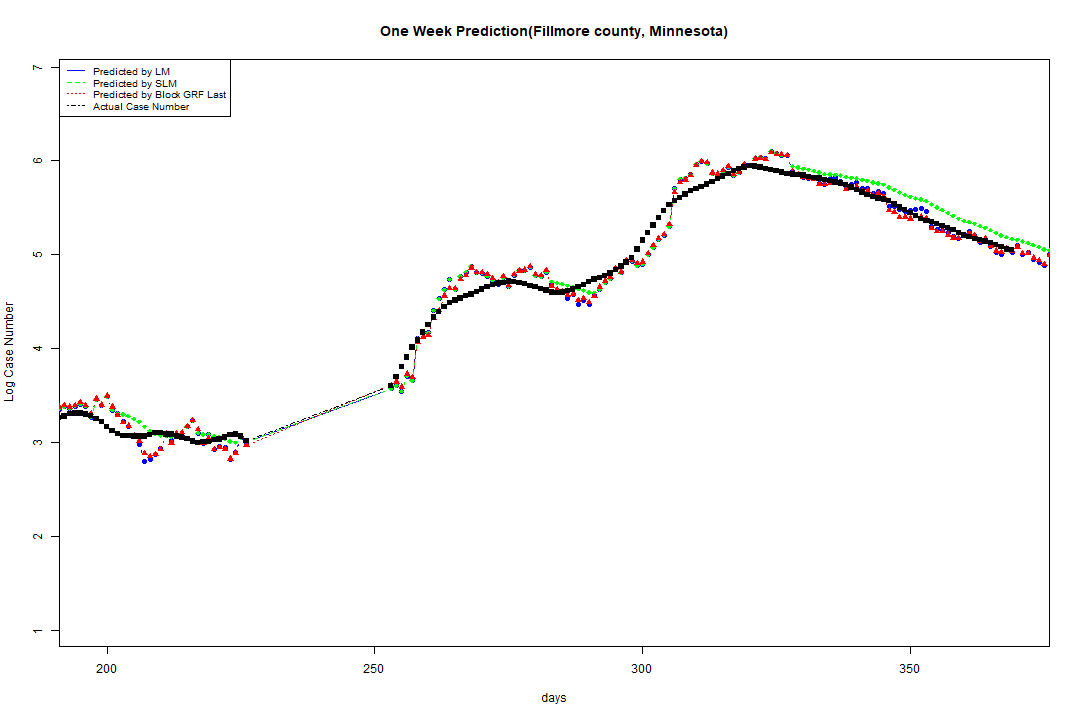 One Week Prediction(Fillmore county, Minnesota)
Predicted by LM
Predicted by SLM
Predicted by Block GRF Last
Actual Case Number
7
6
5
4
3
2
1
Log Case Number
200 250 300 350
days